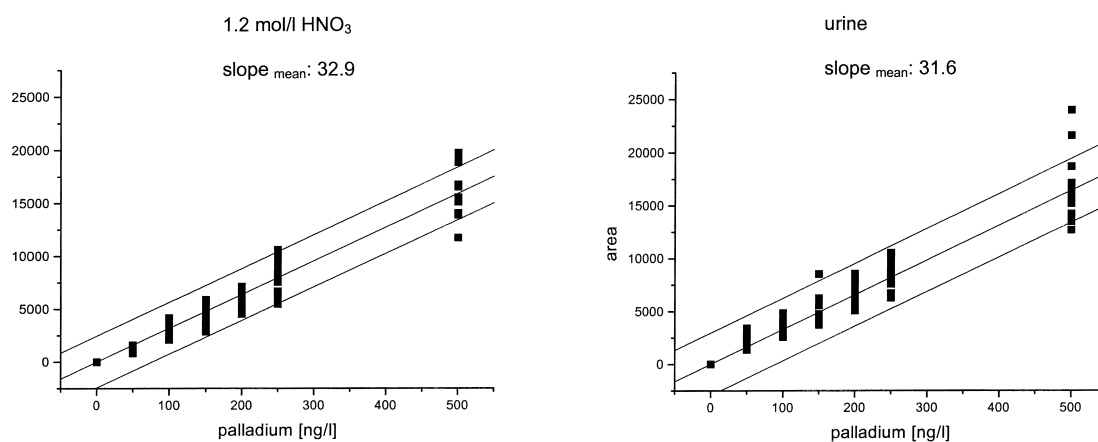 1.2 mol/l HNO₃
slope mean: 32.9
25000
20000
15000
10000
5000
0
0 100 200 300 400 500
palladium [ng/l]
urine
slope mean: 31.6
area
25000
20000
15000
10000
5000
0
0 100 200 300 400 500
palladium [ng/l]